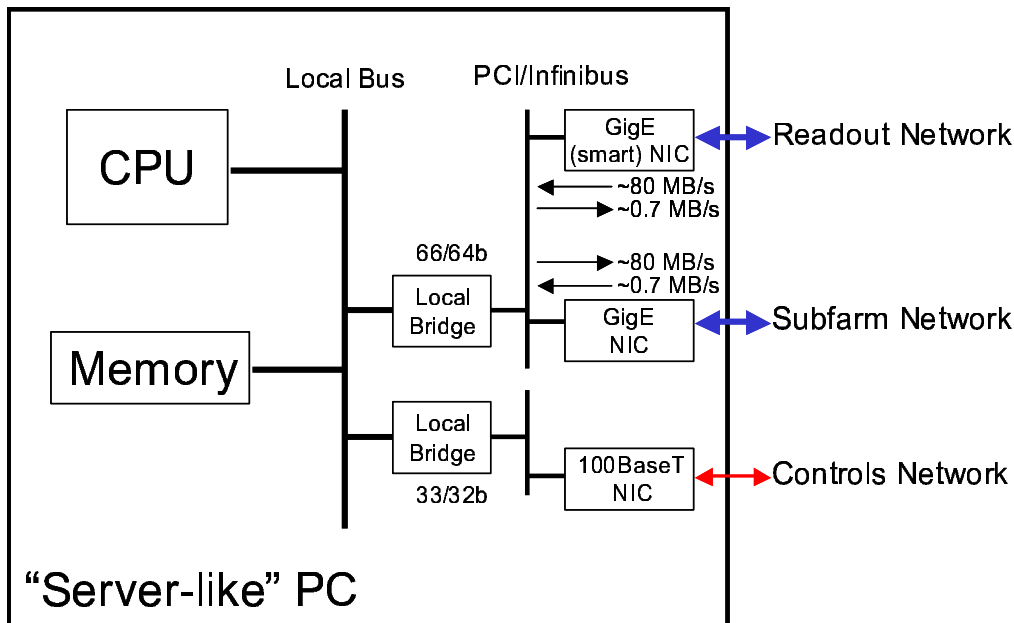 Local Bus
PCI/Infinibus
CPU
GigE
(smart) NIC
Readout Network
~80 MB/s
~0.7 MB/s
66/64b
~80 MB/s
~0.7 MB/s
Local
Bridge
GigE
NIC
Subfarm Network
Memory
Local
Bridge
33/32b
100BaseT
NIC
Controls Network
“Server-like” PC